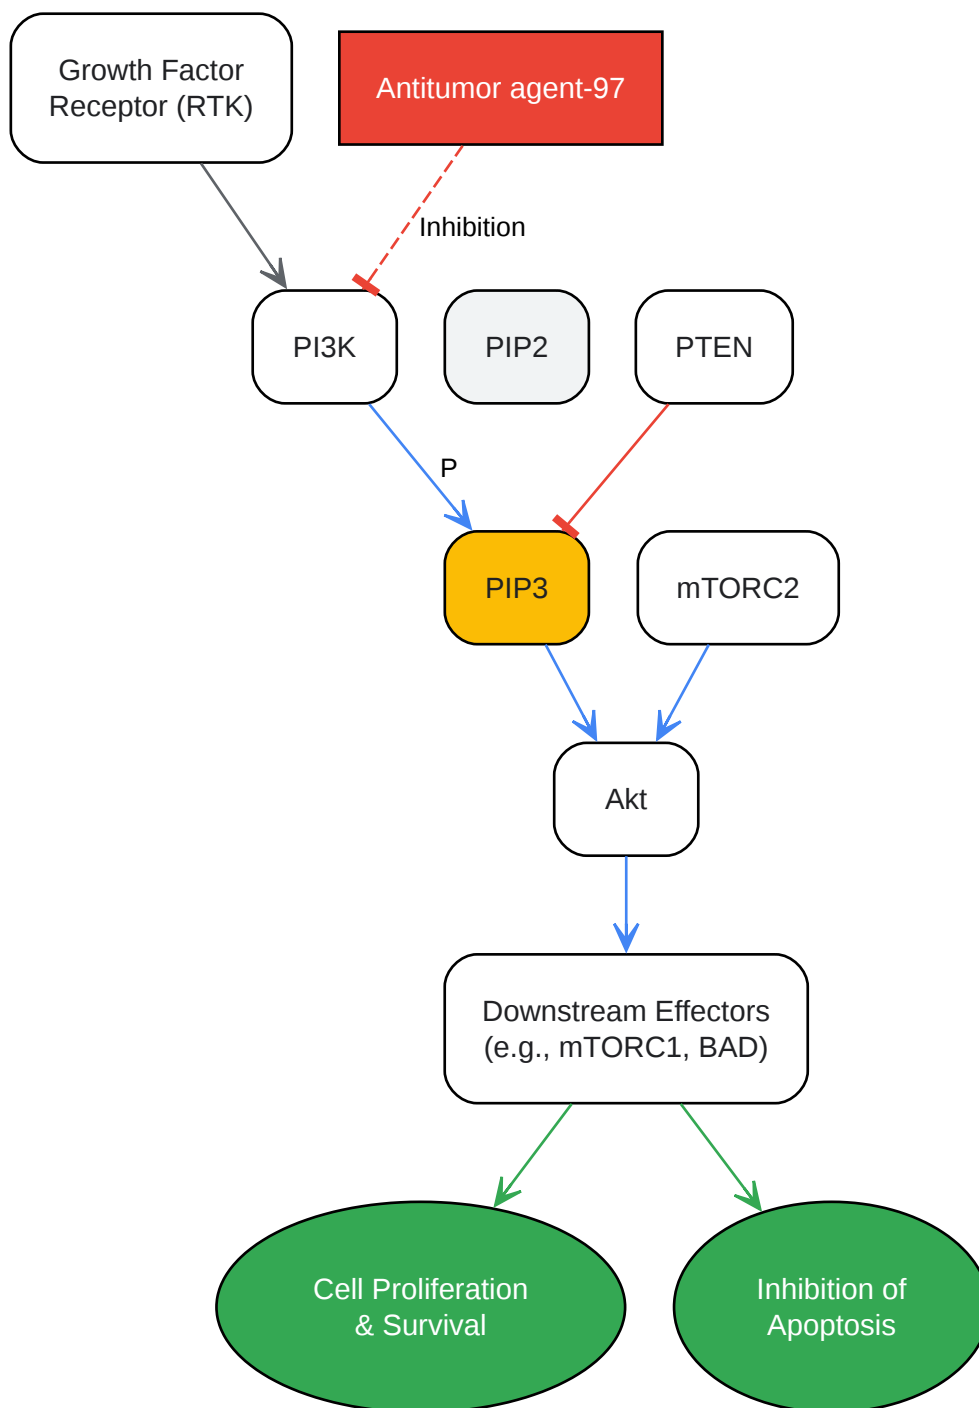 Growth Factor
Receptor (RTK)
Antitumor agent-97
Inhibition
PI3K
PIP2
PTEN
P
PIP3
mTORC2
Akt
Downstream Effectors
(e.g., mTORC1, BAD)
Cell Proliferation
& Survival
Inhibition of
Apoptosis